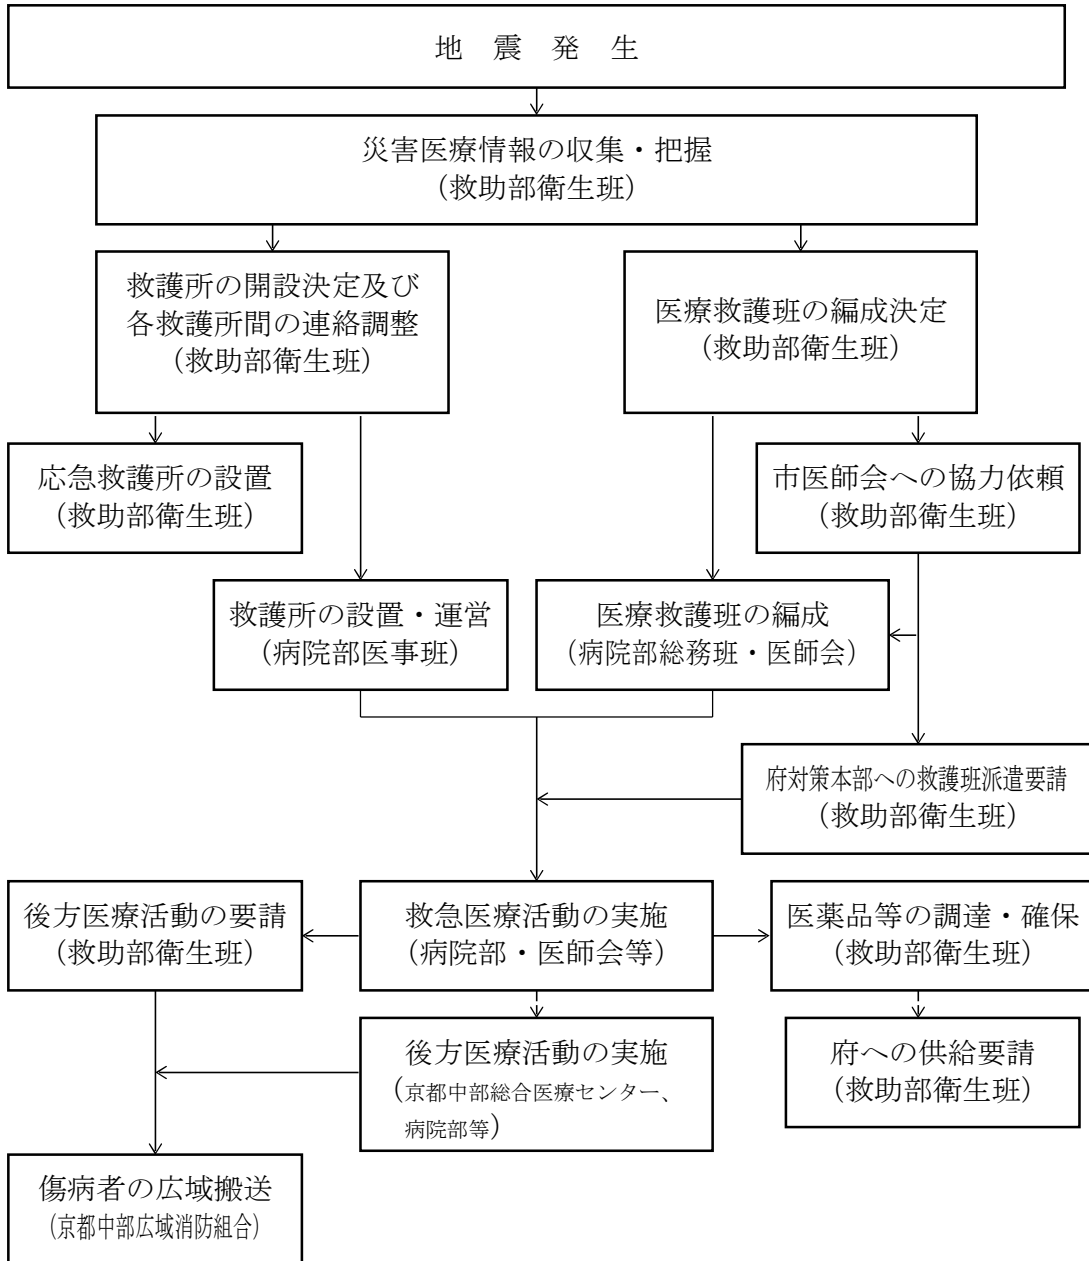 地　震　発　生
災害医療情報の収集・把握
（救助部衛生班）
救護所の開設決定及び
各救護所間の連絡調整
（救助部衛生班）
医療救護班の編成決定
（救助部衛生班）
応急救護所の設置
（救助部衛生班）
市医師会への協力依頼
（救助部衛生班）
救護所の設置・運営
（病院部医事班）
医療救護班の編成
（病院部総務班・医師会）
府対策本部への救護班派遣要請
（救助部衛生班）
後方医療活動の要請
（救助部衛生班）
救急医療活動の実施
（病院部・医師会等）
医薬品等の調達・確保
（救助部衛生班）
後方医療活動の実施
（京都中部総合医療センター、
病院部等）
府への供給要請
（救助部衛生班）
傷病者の広域搬送
（京都中部広域消防組合）